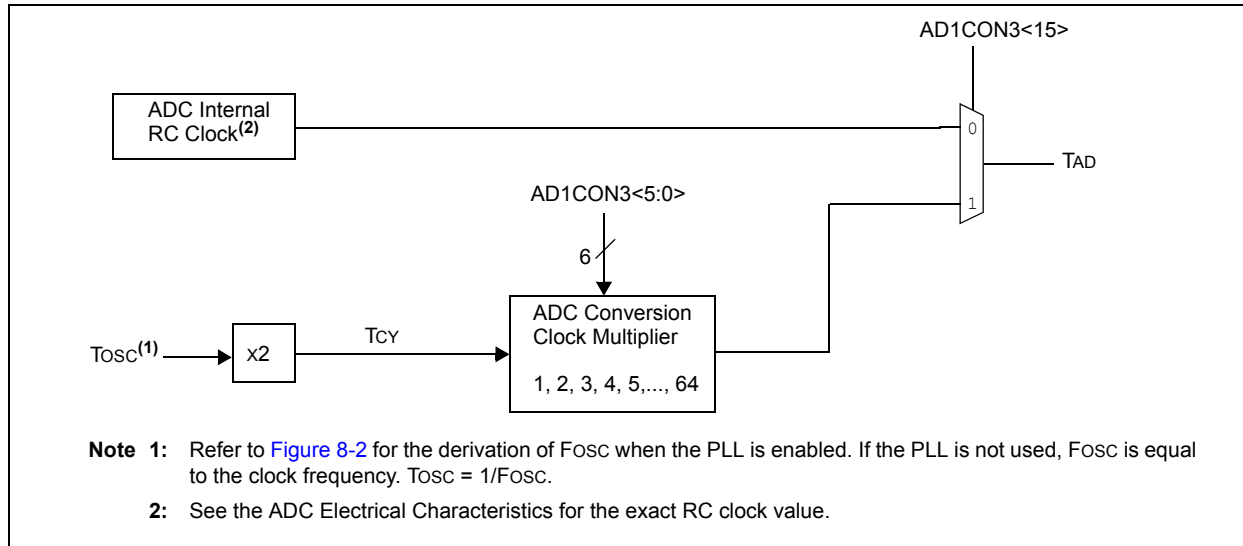 AD1CON3<15>
ADC Internal
RC Clock(2)
0
TAD
AD1CON3<5:0>
1
6
ADC Conversion
Clock Multiplier
TOSC(1)
x2
TCY
1, 2, 3, 4, 5,..., 64
Note 1: Refer to Figure 8-2 for the derivation of FOSC when the PLL is enabled. If the PLL is not used, FOSC is equal
to the clock frequency. TOSC = 1/FOSC.
2: See the ADC Electrical Characteristics for the exact RC clock value.